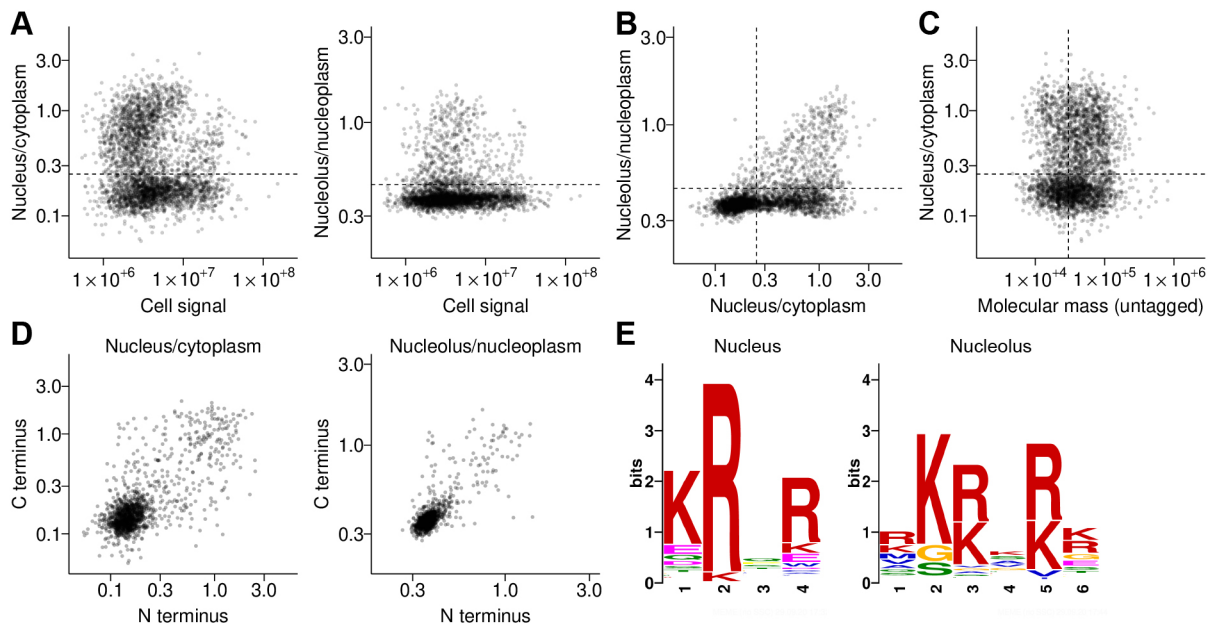 A
B
C
3.0
1.0
0.3
0.1
Nucleus/cytoplasm
1×10+6
1×10+7
1×10+8
Cell signal
3.0
1.0
0.3
Nucleolus/nucleoplasm
1×10+6
1×10+7
1×10+8
Cell signal
3.0
1.0
0.3
Nucleolus/nucleoplasm
0.1
0.3
1.0
3.0
Nucleus/cytoplasm
3.0
1.0
0.3
0.1
Nucleus/cytoplasm
1×10+4
1×10+5
1×10+6
Molecular mass (untagged)
D
E
Nucleus/cytoplasm
3.0
1.0
0.3
0.1
C terminus
0.1
0.3
1.0
3.0
N terminus
Nucleolus/nucleoplasm
3.0
1.0
0.3
C terminus
0.3
1.0
3.0
N terminus
Nucleus
4
3
2
1
0
bits
K
E
R
K
R
K
E
1
2
3
4
Nucleolus
4
3
2
1
0
bits
R
K
K
G
S
R
K
R
K
K
R
G
E
1
2
3
4
5
6